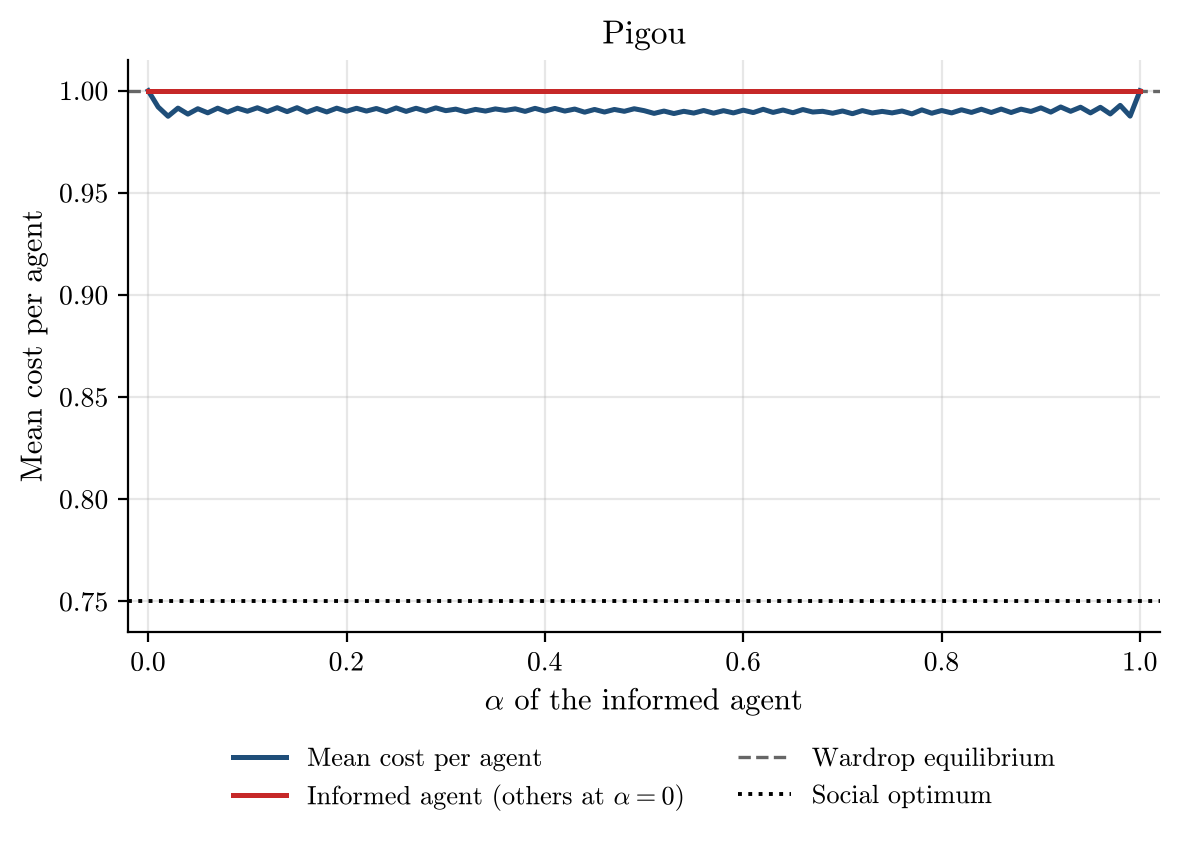 Pigou
Mean cost per agent
1.00
0.95
0.90
0.85
0.80
0.75
0.0 0.2 0.4 0.6 0.8 1.0
α of the informed agent
Mean cost per agent
Informed agent (others at α = 0)
Wardrop equilibrium
Social optimum